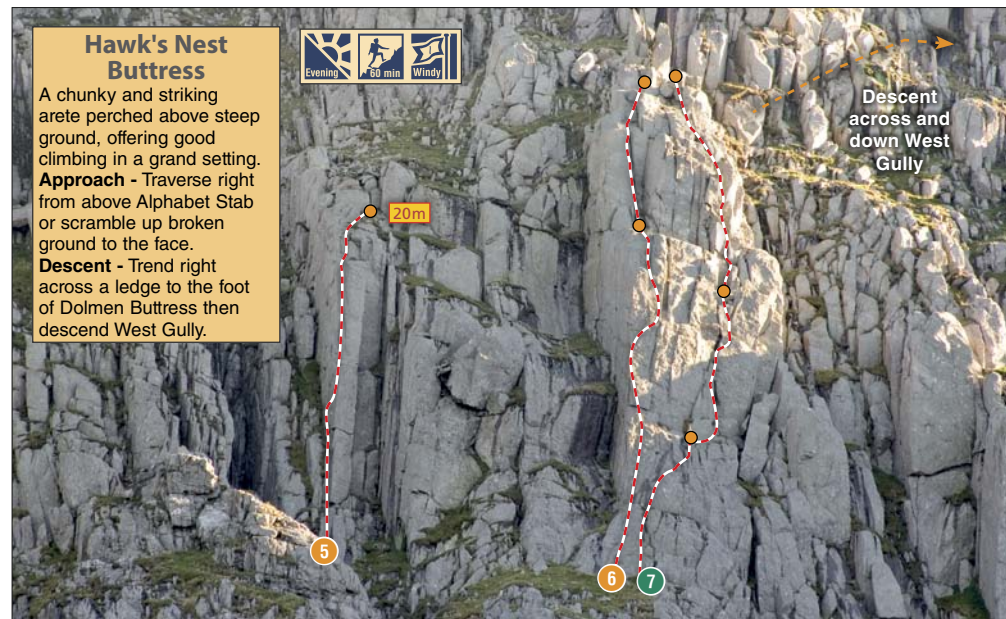 Hawk's Nest
Buttress
A chunky and striking
arete perched above steep
ground, offering good
climbing in a grand setting.
Approach - Traverse right
from above Alphabet Stab
or scramble up broken
ground to the face.
Descent - Trend right
across a ledge to the foot
of Dolmen Buttress then
descend West Gully.
Evening
60 min
Windy
20m
Descent
across and
down West
Gully
5
6
7